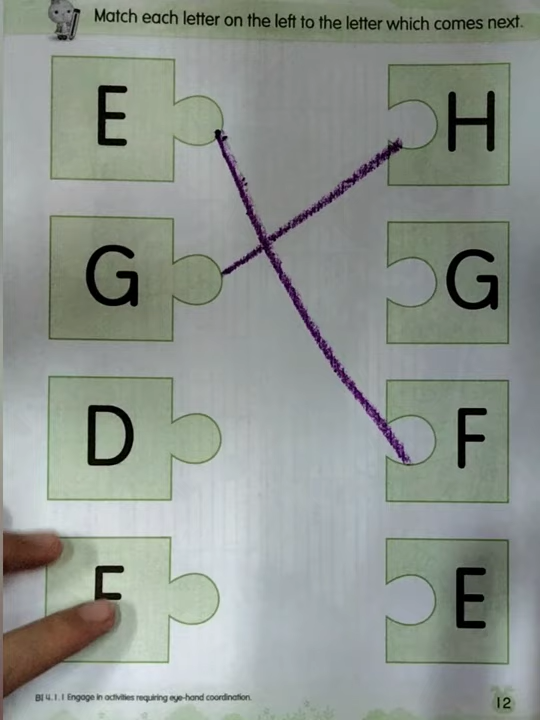 Match each letter on the left to the letter which comes next.
E H
G G
D F
E
BI 4.1.1 Engage in activities requiring eye-hand coordination.
12